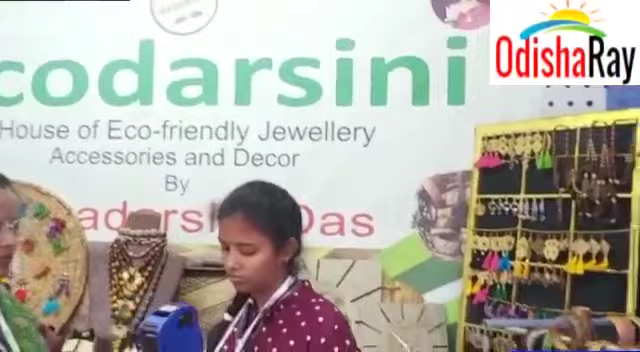 OdishaRay
codarsini
House of Eco-friendly Jewellery
Accessories and Decor
By
Das